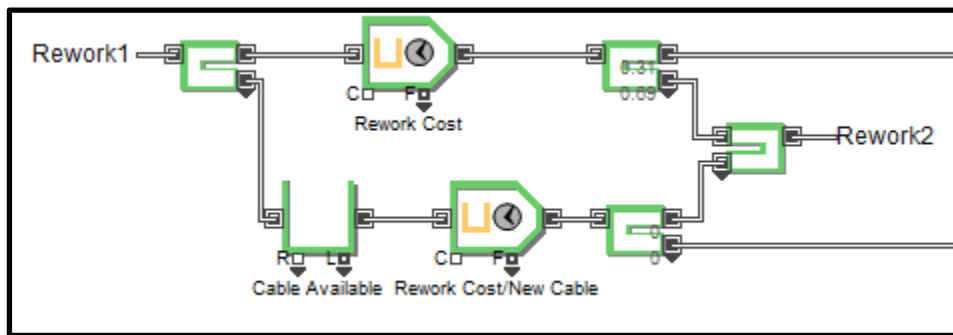 Rework1
0.31
0.69
C F
Rework Cost
Rework2
0
0
R L
C F
Cable Available
Rework Cost/New Cable